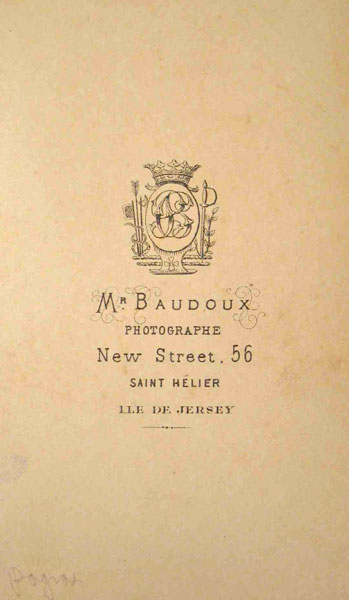 MR. BAUDOUX
PHOTOGRAPHE
New Street, 56
SAINT HÉLIER
ILE DE JERSEY